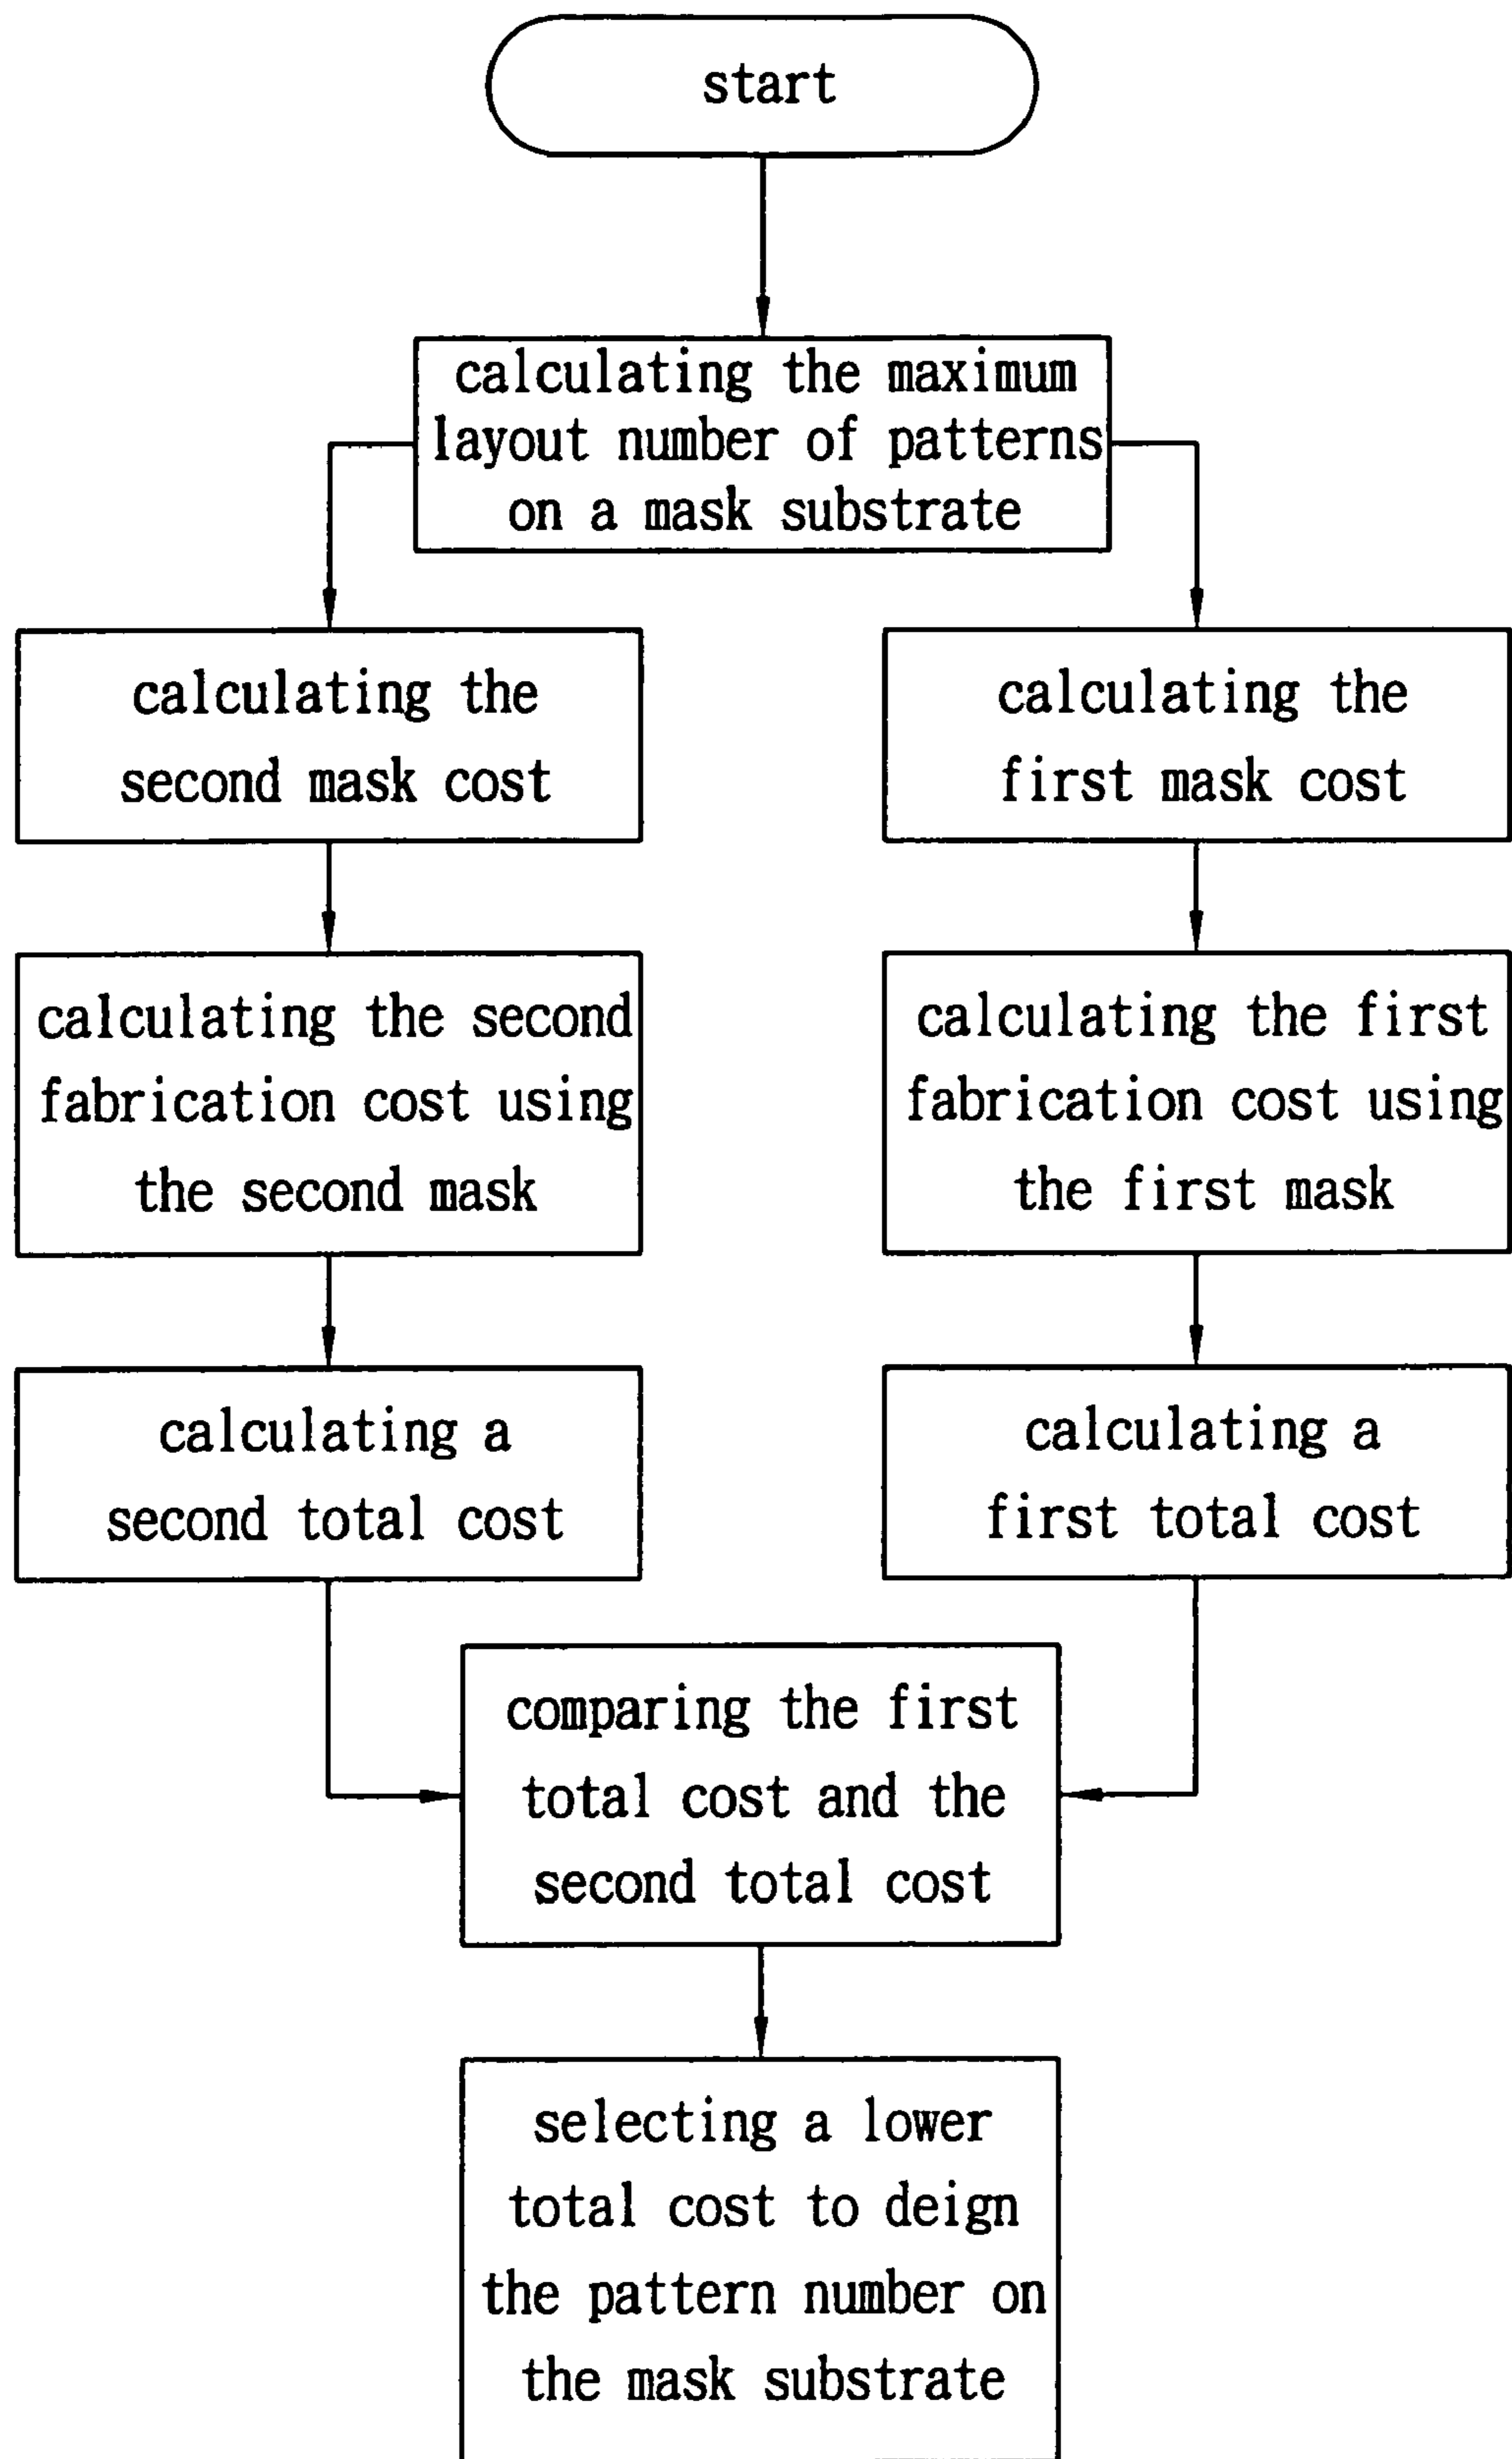 start
calculating the maximum
layout number of patterns
on a mask substrate
calculating the
second mask cost
calculating the
first mask cost
calculating the second
fabrication cost using
the second mask
calculating the first
fabrication cost using
the first mask
calculating a
second total cost
calculating a
first total cost
comparing the first
total cost and the
second total cost
selecting a lower
total cost to deign
the pattern number on
the mask substrate